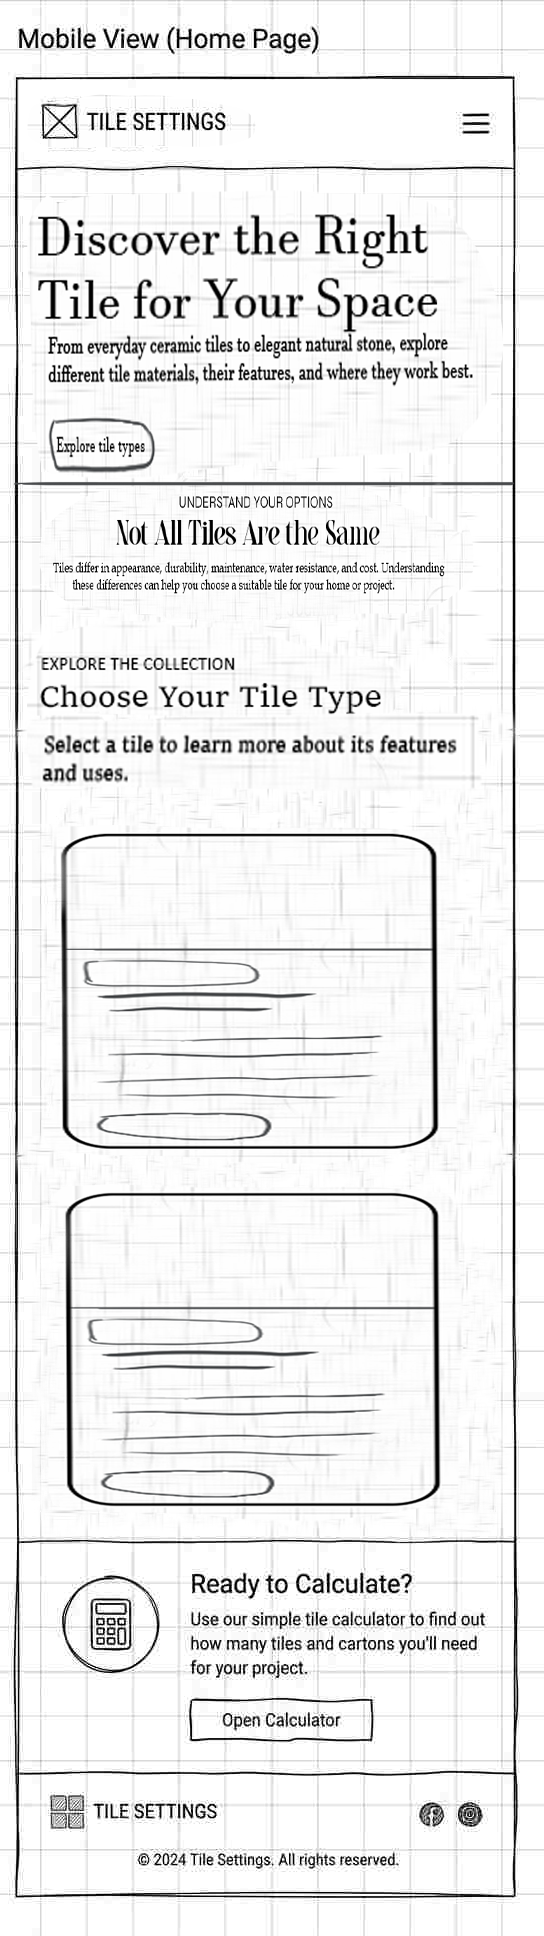 Mobile View (Home Page)
TILE SETTINGS
Discover the Right
Tile for Your Space
From everyday ceramic tiles to elegant natural stone, explore
different tile materials, their features, and where they work best.
Explore tile types
UNDERSTAND YOUR OPTIONS
Not All Tiles Are the Same
Tiles differ in appearance, durability, maintenance, water resistance, and cost. Understanding
these differences can help you choose a suitable tile for your home or project.
EXPLORE THE COLLECTION
Choose Your Tile Type
Select a tile to learn more about its features
and uses.
Ready to Calculate?
Use our simple tile calculator to find out
how many tiles and cartons you'll need
for your project.
Open Calculator
TILE SETTINGS
© 2024 Tile Settings. All rights reserved.